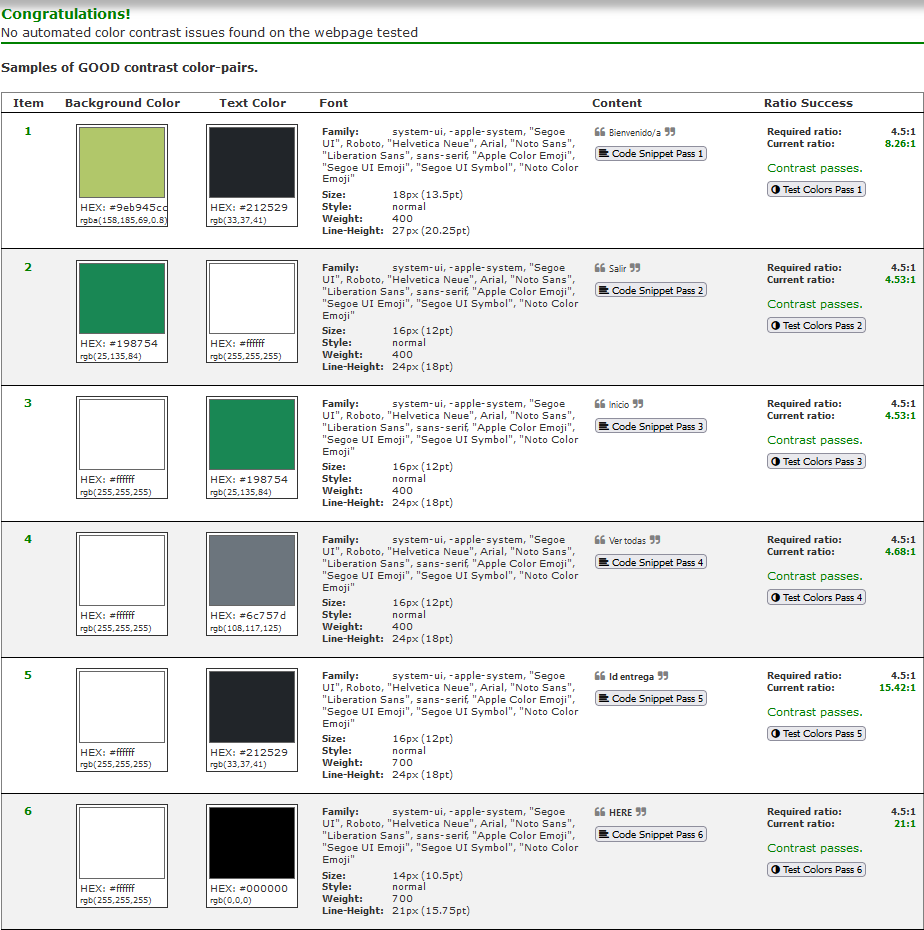 Congratulations!
No automated color contrast issues found on the webpage tested
Samples of GOOD contrast color-pairs.
Item Background Color Text Color Font Content Ratio Success
1
HEX: #9eb945cc
rgba(158,185,69,0.8)
HEX: #212529
rgb(33,37,41)
Family: system-ui, -apple-system, "Segoe
UI", Roboto, "Helvetica Neue", Arial, "Noto Sans",
"Liberation Sans", sans-serif, "Apple Color Emoji",
"Segoe UI Emoji", "Segoe UI Symbol", "Noto Color
Emoji"
Size: 18px (13.5pt)
Style: normal
Weight: 400
Line-Height: 27px (20.25pt)
❝ Bienvenido/a ❞
Code Snippet Pass 1
Required ratio: 4.5:1
Current ratio: 8.26:1
Contrast passes.
Test Colors Pass 1
2
HEX: #198754
rgb(25,135,84)
HEX: #ffffff
rgb(255,255,255)
Family: system-ui, -apple-system, "Segoe
UI", Roboto, "Helvetica Neue", Arial, "Noto Sans",
"Liberation Sans", sans-serif, "Apple Color Emoji",
"Segoe UI Emoji", "Segoe UI Symbol", "Noto Color
Emoji"
Size: 16px (12pt)
Style: normal
Weight: 400
Line-Height: 24px (18pt)
❝ Salir ❞
Code Snippet Pass 2
Required ratio: 4.5:1
Current ratio: 4.53:1
Contrast passes.
Test Colors Pass 2
3
HEX: #ffffff
rgb(255,255,255)
HEX: #198754
rgb(25,135,84)
Family: system-ui, -apple-system, "Segoe
UI", Roboto, "Helvetica Neue", Arial, "Noto Sans",
"Liberation Sans", sans-serif, "Apple Color Emoji",
"Segoe UI Emoji", "Segoe UI Symbol", "Noto Color
Emoji"
Size: 16px (12pt)
Style: normal
Weight: 400
Line-Height: 24px (18pt)
❝ Inicio ❞
Code Snippet Pass 3
Required ratio: 4.5:1
Current ratio: 4.53:1
Contrast passes.
Test Colors Pass 3
4
HEX: #ffffff
rgb(255,255,255)
HEX: #6c757d
rgb(108,117,125)
Family: system-ui, -apple-system, "Segoe
UI", Roboto, "Helvetica Neue", Arial, "Noto Sans",
"Liberation Sans", sans-serif, "Apple Color Emoji",
"Segoe UI Emoji", "Segoe UI Symbol", "Noto Color
Emoji"
Size: 16px (12pt)
Style: normal
Weight: 400
Line-Height: 24px (18pt)
❝ Ver todas ❞
Code Snippet Pass 4
Required ratio: 4.5:1
Current ratio: 4.68:1
Contrast passes.
Test Colors Pass 4
5
HEX: #ffffff
rgb(255,255,255)
HEX: #212529
rgb(33,37,41)
Family: system-ui, -apple-system, "Segoe
UI", Roboto, "Helvetica Neue", Arial, "Noto Sans",
"Liberation Sans", sans-serif, "Apple Color Emoji",
"Segoe UI Emoji", "Segoe UI Symbol", "Noto Color
Emoji"
Size: 16px (12pt)
Style: normal
Weight: 700
Line-Height: 24px (18pt)
❝ Id entrega ❞
Code Snippet Pass 5
Required ratio: 4.5:1
Current ratio: 15.42:1
Contrast passes.
Test Colors Pass 5
6
HEX: #ffffff
rgb(255,255,255)
HEX: #000000
rgb(0,0,0)
Family: system-ui, -apple-system, "Segoe
UI", Roboto, "Helvetica Neue", Arial, "Noto Sans",
"Liberation Sans", sans-serif, "Apple Color Emoji",
"Segoe UI Emoji", "Segoe UI Symbol", "Noto Color
Emoji"
Size: 14px (10.5pt)
Style: normal
Weight: 700
Line-Height: 21px (15.75pt)
❝ HERE ❞
Code Snippet Pass 6
Required ratio: 4.5:1
Current ratio: 21:1
Contrast passes.
Test Colors Pass 6